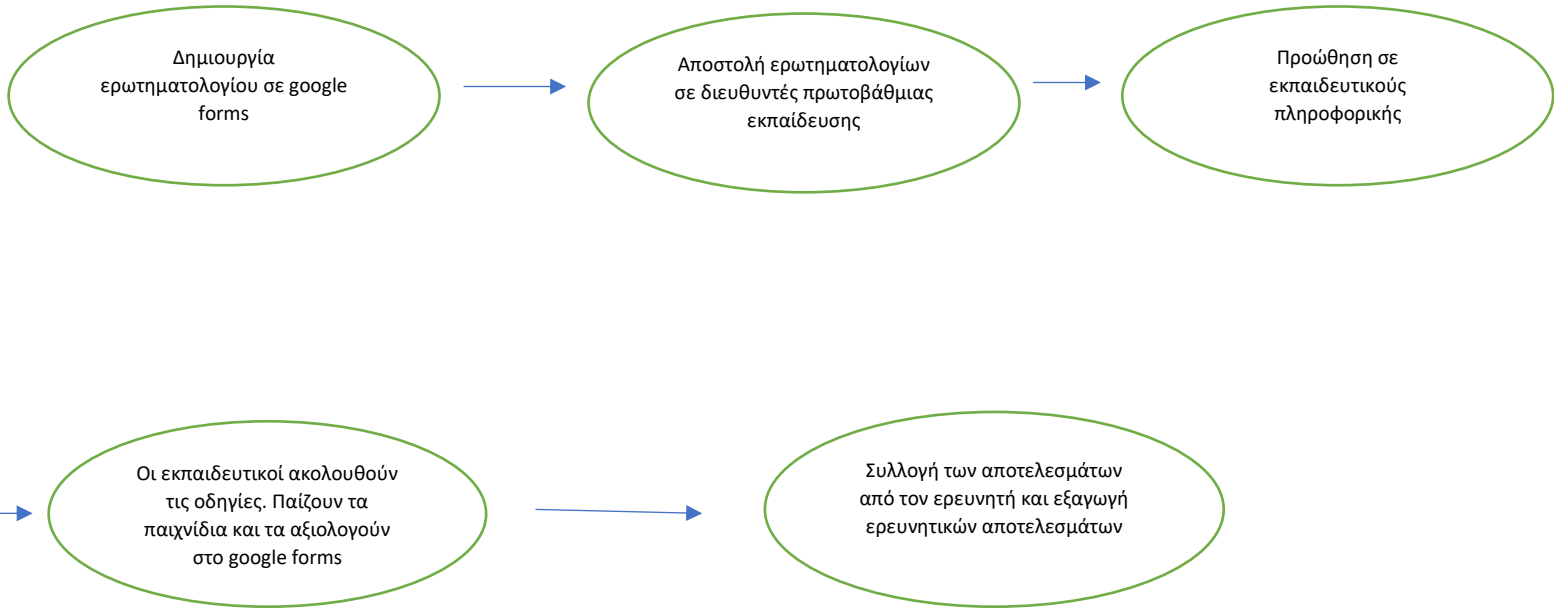 Δημιουργία
ερωτηματολογίου σε google
forms
Αποστολή ερωτηματολογίων
σε διευθυντές πρωτοβάθμιας
εκπαίδευσης
Προώθηση σε
εκπαιδευτικούς
πληροφορικής
Οι εκπαιδευτικοί ακολουθούν
τις οδηγίες. Παίζουν τα
παιχνίδια και τα αξιολογούν
στο google forms
Συλλογή των αποτελεσμάτων
από τον ερευνητή και εξαγωγή
ερευνητικών αποτελεσμάτων